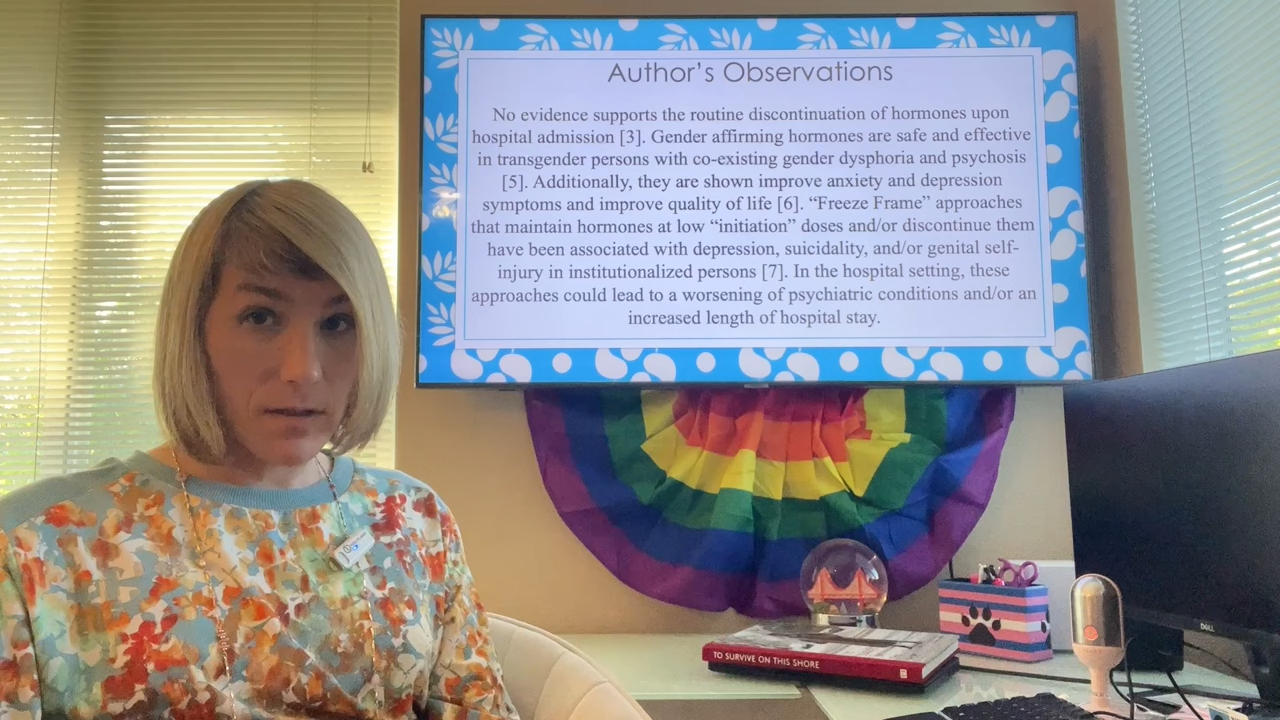 Author's Observations
No evidence supports the routine discontinuation of hormones upon
hospital admission [3]. Gender affirming hormones are safe and effective
in transgender persons with co-existing gender dysphoria and psychosis
[5]. Additionally, they are shown improve anxiety and depression
symptoms and improve quality of life [6]. “Freeze Frame” approaches
that maintain hormones at low “initiation” doses and/or discontinue them
have been associated with depression, suicidality, and/or genital self-
injury in institutionalized persons [7]. In the hospital setting, these
approaches could lead to a worsening of psychiatric conditions and/or an
increased length of hospital stay.
TO SURVIVE ON THIS SHORE
DELL